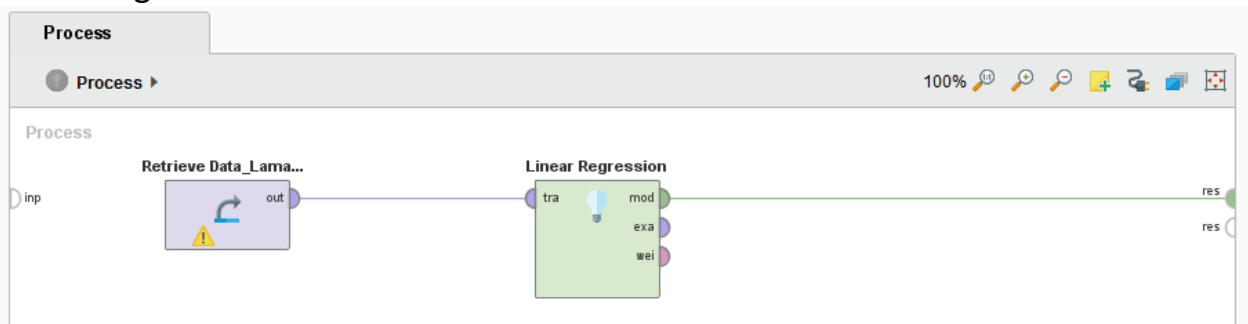 Process
Process
100%
Process
Retrieve Data_Lama...
Linear Regression
inp
out
tra
mod
res
exa
res
wei